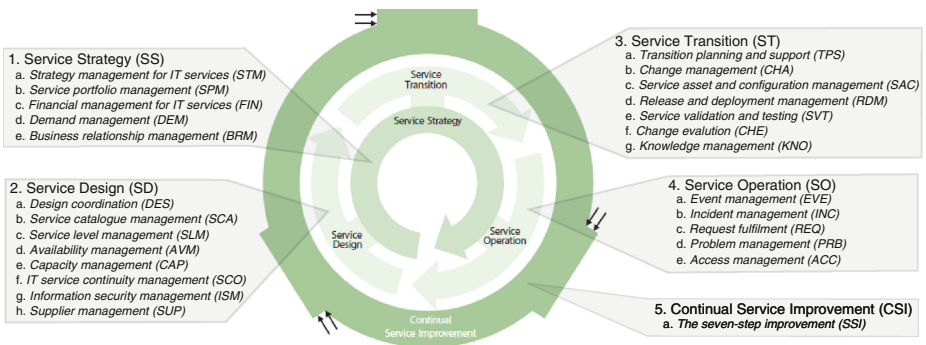 1. Service Strategy (SS)
a. Strategy management for IT services (STM)
b. Service portfolio management (SPM)
c. Financial management for IT services (FIN)
d. Demand management (DEM)
e. Business relationship management (BRM)
2. Service Design (SD)
a. Design coordination (DES)
b. Service catalogue management (SCA)
c. Service level management (SLM)
d. Availability management (AVM)
e. Capacity management (CAP)
f. IT service continuity management (SCO)
g. Information security management (ISM)
h. Supplier management (SUP)
Service
Transition
Service Strategy
Service
Design
Service
Operation
Continual
Service Improvement
3. Service Transition (ST)
a. Transition planning and support (TPS)
b. Change management (CHA)
c. Service asset and configuration management (SAC)
d. Release and deployment management (RDM)
e. Service validation and testing (SVT)
f. Change evalution (CHE)
g. Knowledge management (KNO)
4. Service Operation (SO)
a. Event management (EVE)
b. Incident management (INC)
c. Request fulfilment (REQ)
d. Problem management (PRB)
e. Access management (ACC)
5. Continual Service Improvement (CSI)
a. The seven-step improvement (SSI)